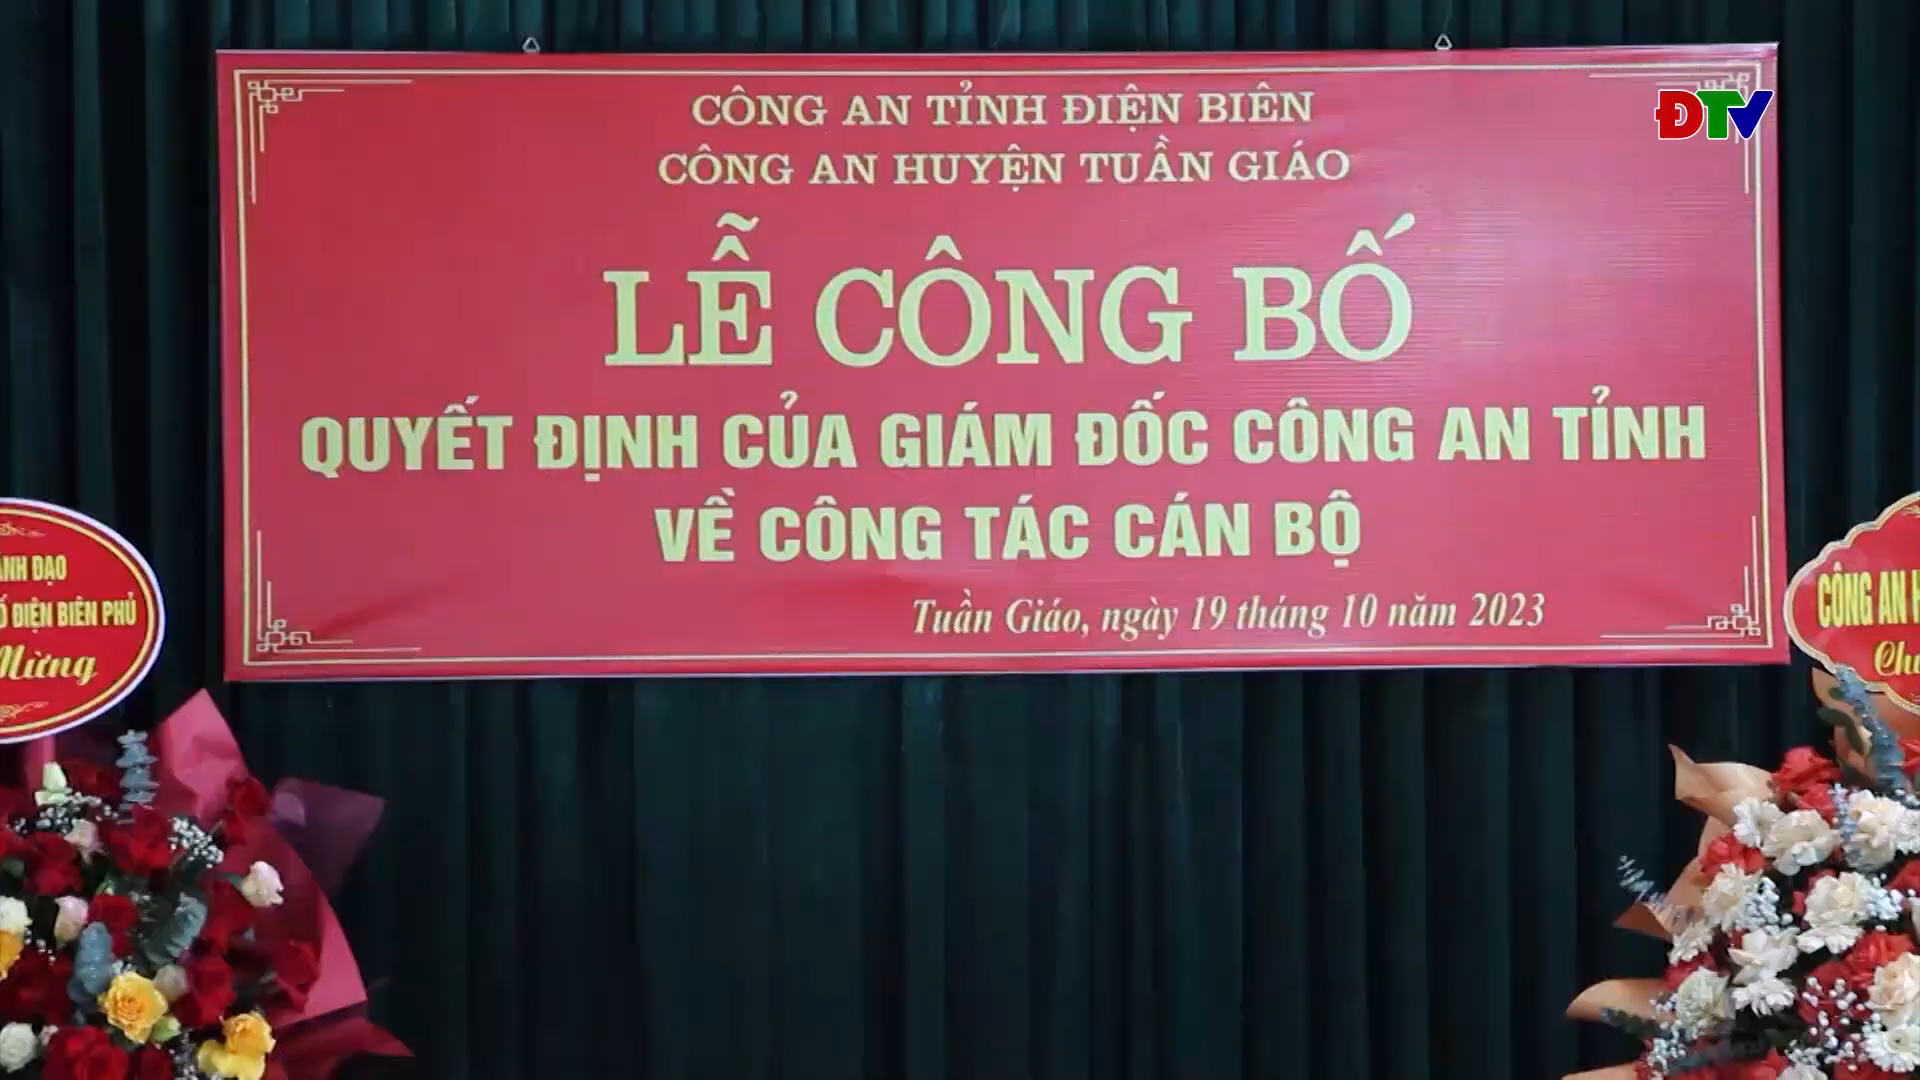 CÔNG AN TỈNH ĐIỆN BIÊN
CÔNG AN HUYỆN TUẦN GIÁO
ĐTV
LỄ CÔNG BỐ
QUYẾT ĐỊNH CỦA GIÁM ĐỐC CÔNG AN TỈNH
VỀ CÔNG TÁC CÁN BỘ
Tuần Giáo, ngày 19 tháng 10 năm 2023
ĐẠO
ĐIỆN BIÊN PHỦ
Mừng
CÔNG AN